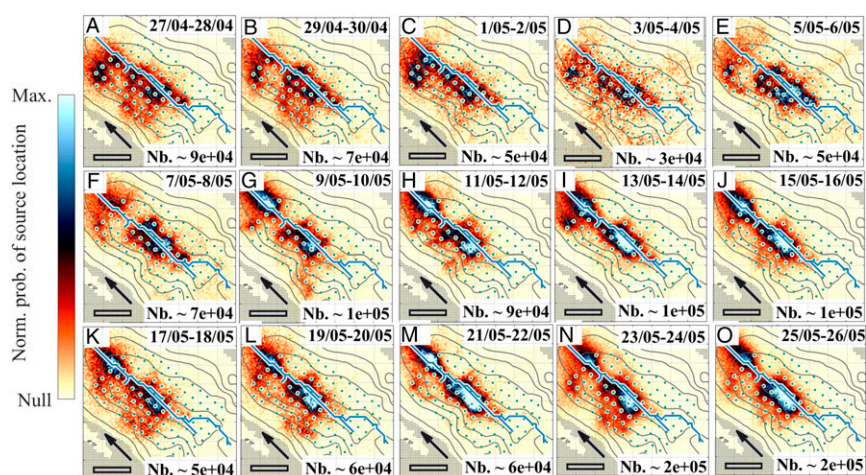 A 27/04-28/04
B 29/04-30/04
C 1/05-2/05
D 3/05-4/05
E 5/05-6/05
Nb. ~ 9e+04
Nb. ~ 7e+04
Nb. ~ 5e+04
Nb. ~ 3e+04
Nb. ~ 5e+04
F 7/05-8/05
G 9/05-10/05
H 11/05-12/05
I 13/05-14/05
J 15/05-16/05
Nb. ~ 7e+04
Nb. ~ 1e+05
Nb. ~ 9e+04
Nb. ~ 1e+05
Nb. ~ 1e+05
K 17/05-18/05
L 19/05-20/05
M 21/05-22/05
N 23/05-24/05
O 25/05-26/05
Nb. ~ 5e+04
Nb. ~ 6e+04
Nb. ~ 6e+04
Nb. ~ 2e+05
Nb. ~ 2e+05
Max.
Norm. prob. of source location
Null